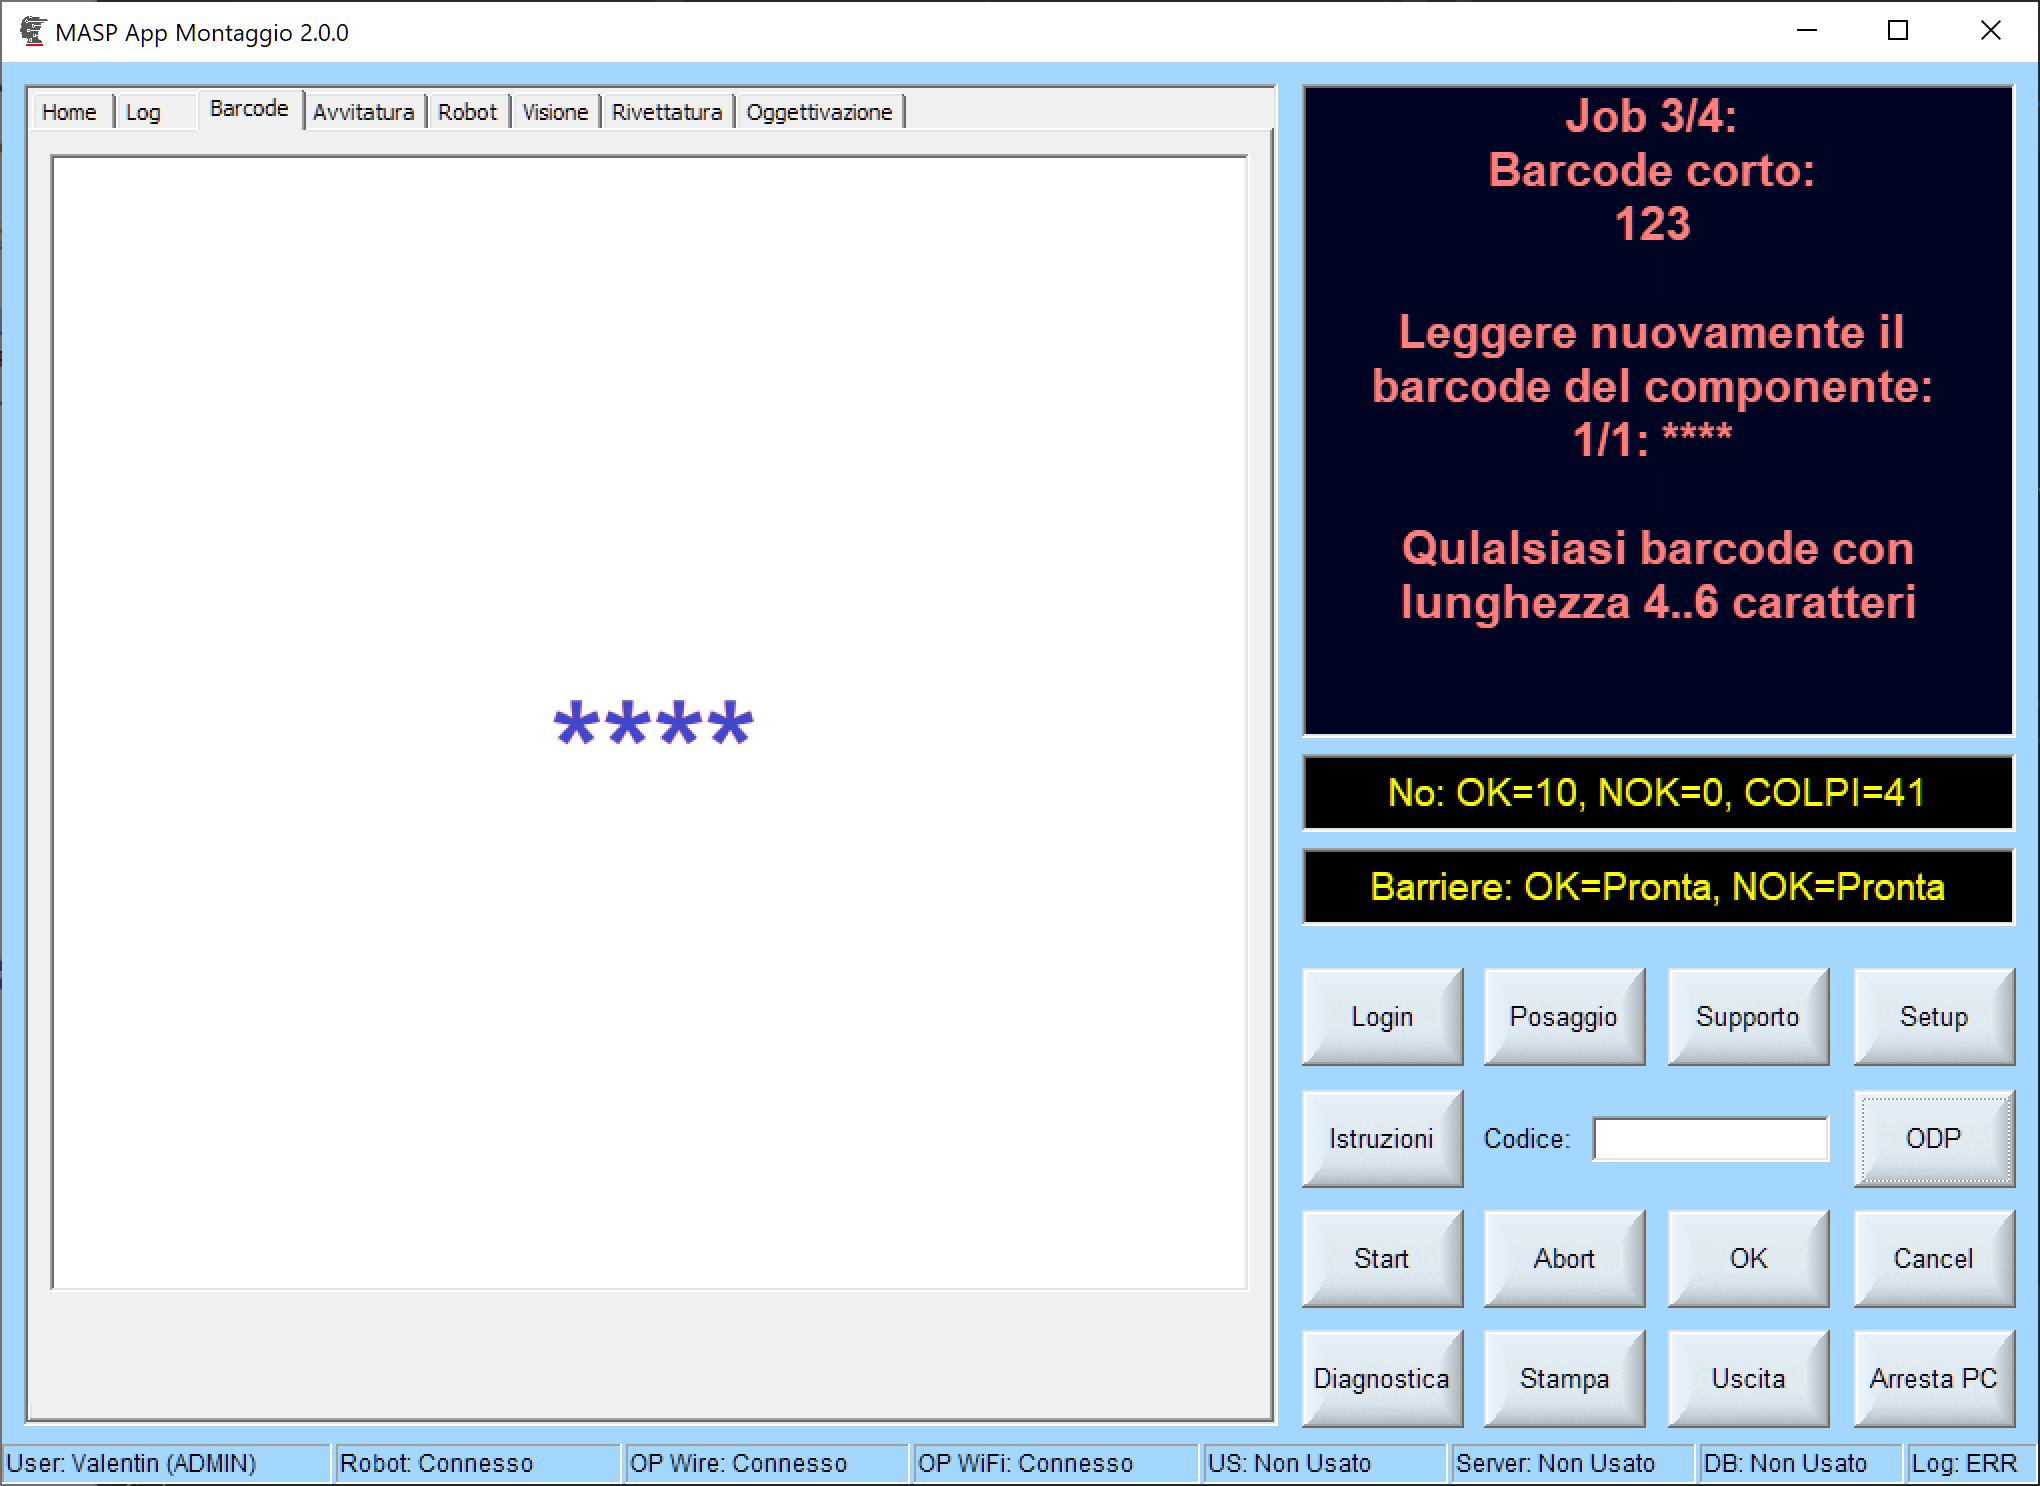 MASP App Montaggio 2.0.0
Home Log Barcode Avvitatura Robot Visione Rivettatura Oggettivazione
****
Job 3/4:
Barcode corto:
123
Leggere nuovamente il
barcode del componente:
1/1: ****
Qulalsiasi barcode con
lunghezza 4..6 caratteri
No: OK=10, NOK=0, COLPI=41
Barriere: OK=Pronta, NOK=Pronta
Login Posaggio Supporto Setup
Istruzioni Codice: ODP
Start Abort OK Cancel
Diagnostica Stampa Uscita Arresta PC
User: Valentin (ADMIN) Robot: Connesso OP Wire: Connesso OP WiFi: Connesso US: Non Usato Server: Non Usato DB: Non Usato Log: ERR